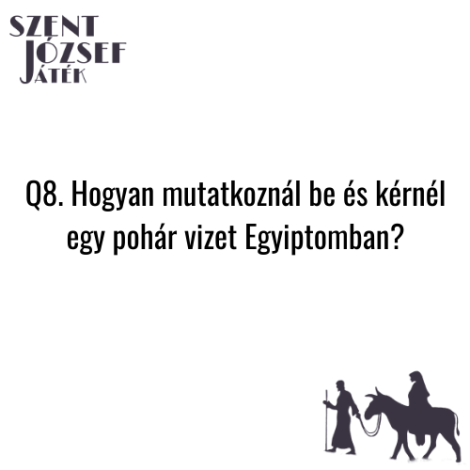 SZENT
JÓZSEF
JÁTÉK
Q8. Hogyan mutatkoznál be és kérnél
egy pohár vizet Egyiptomban?